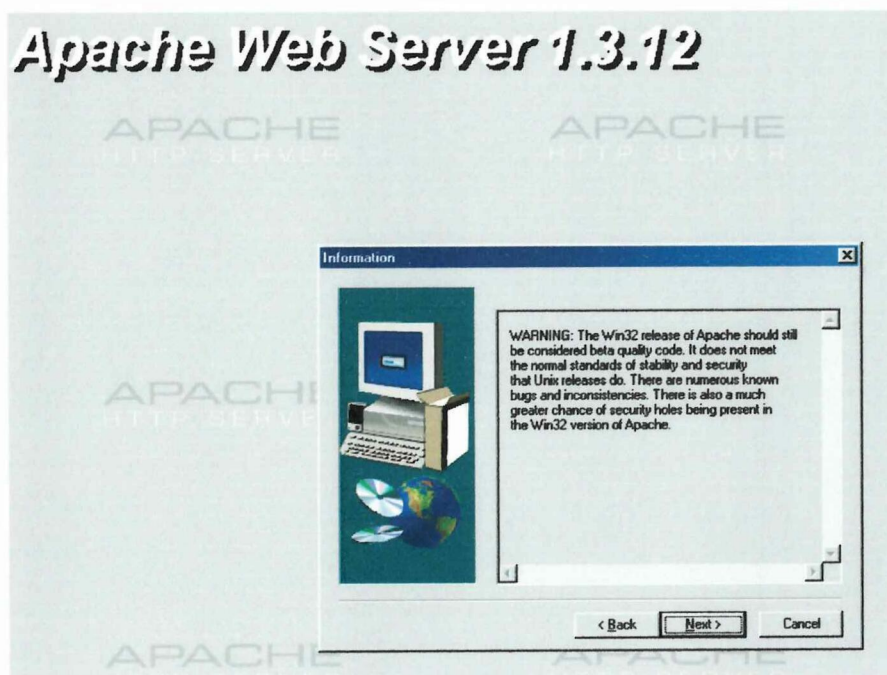 Apache Web Server 1.3.12
APACHE APACHE
HTTP SERVER HTTP SERVER
Information
WARNING: The Win32 release of Apache should still
be considered beta quality code. It does not meet
the normal standards of stability and security
that Unix releases do. There are numerous known
bugs and inconsistencies. There is also a much
greater chance of security holes being present in
the Win32 version of Apache.
APACHE
HTTP SERVE
< Back Next > Cancel
APACHE APACHE